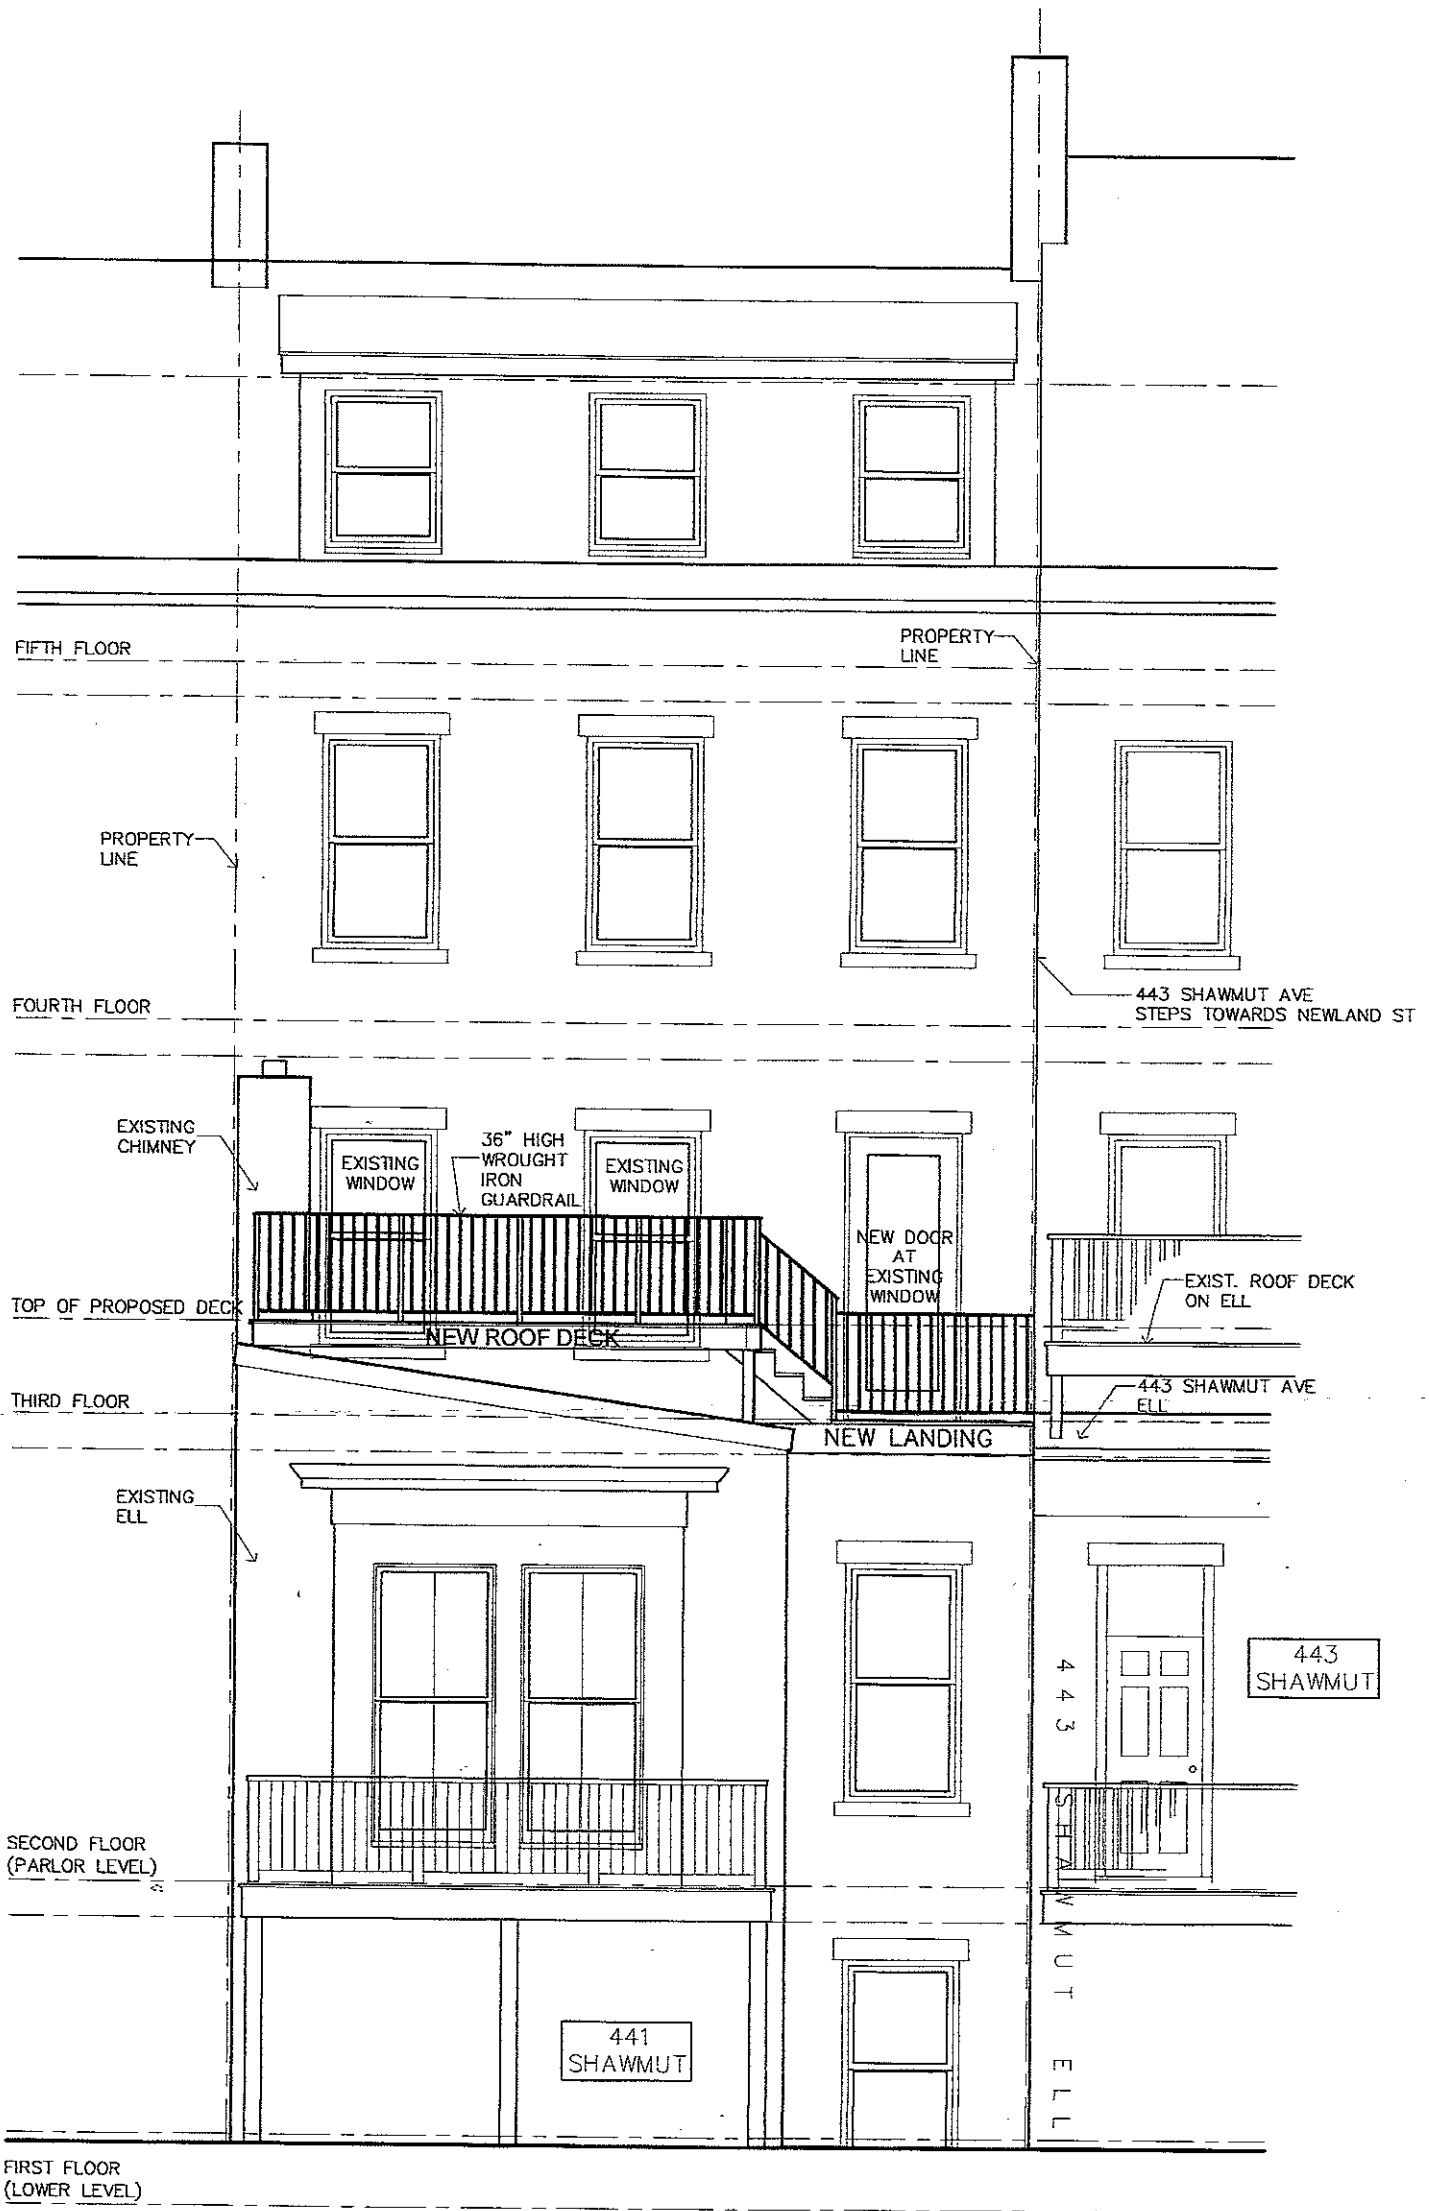 FIFTH FLOOR
PROPERTY
LINE
PROPERTY
LINE
FOURTH FLOOR
443 SHAWMUT AVE
STEPS TOWARDS NEWLAND ST
EXISTING
CHIMNEY
EXISTING
WINDOW
36" HIGH
WROUGHT
IRON
GUARDRAIL
EXISTING
WINDOW
NEW DOOR
AT
EXISTING
WINDOW
EXIST. ROOF DECK
ON ELL
TOP OF PROPOSED DECK
NEW ROOF DECK
THIRD FLOOR
443 SHAWMUT AVE
ELL
NEW LANDING
EXISTING
ELL
443
SHAWMUT
443 SHAWMUT ELL
SECOND FLOOR
(PARLOR LEVEL)
441
SHAWMUT
FIRST FLOOR
(LOWER LEVEL)